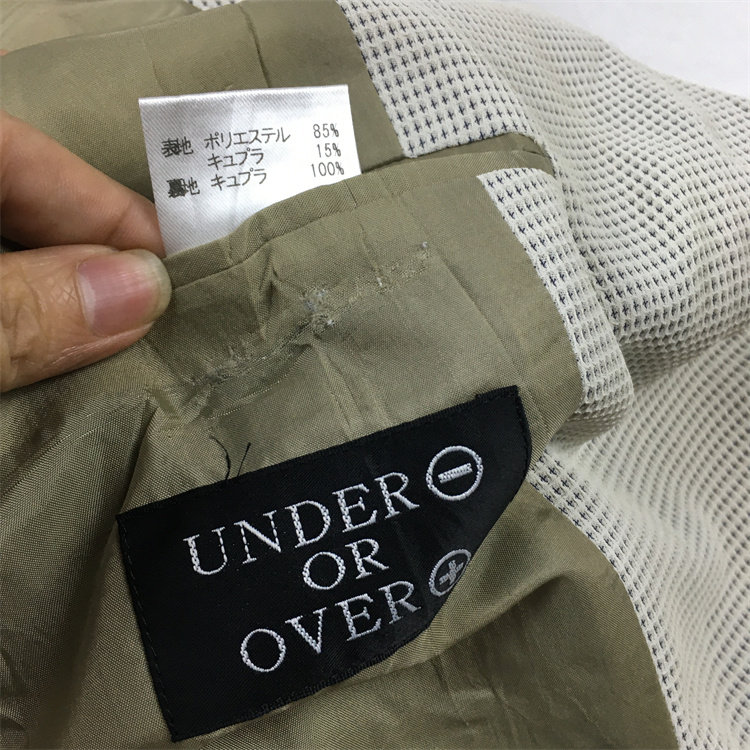 表地 ポリエステル 85%
キュプラ 15%
裏地 キュプラ 100%
UNDER
OR
OVER